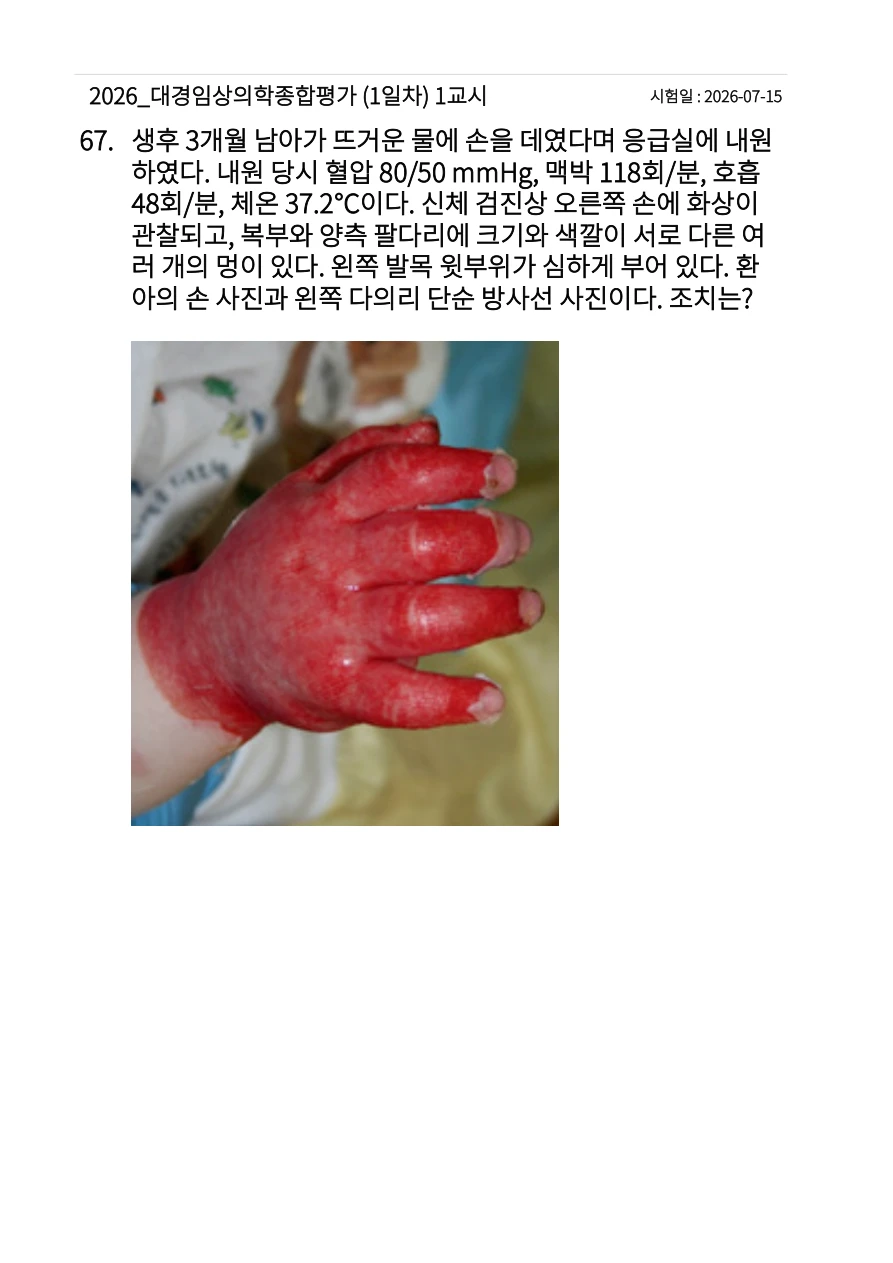 2026_대경임상의학종합평가 (1일차) 1교시
시험일 : 2026-07-15
67. 생후 3개월 남아가 뜨거운 물에 손을 데였다며 응급실에 내원
하였다. 내원 당시 혈압 80/50 mmHg, 맥박 118회/분, 호흡
48회/분, 체온 37.2°C이다. 신체 검진상 오른쪽 손에 화상이
관찰되고, 복부와 양측 팔다리에 크기와 색깔이 서로 다른 여
러 개의 멍이 있다. 왼쪽 발목 윗부위가 심하게 부어 있다. 환
아의 손 사진과 왼쪽 다의리 단순 방사선 사진이다. 조치는?